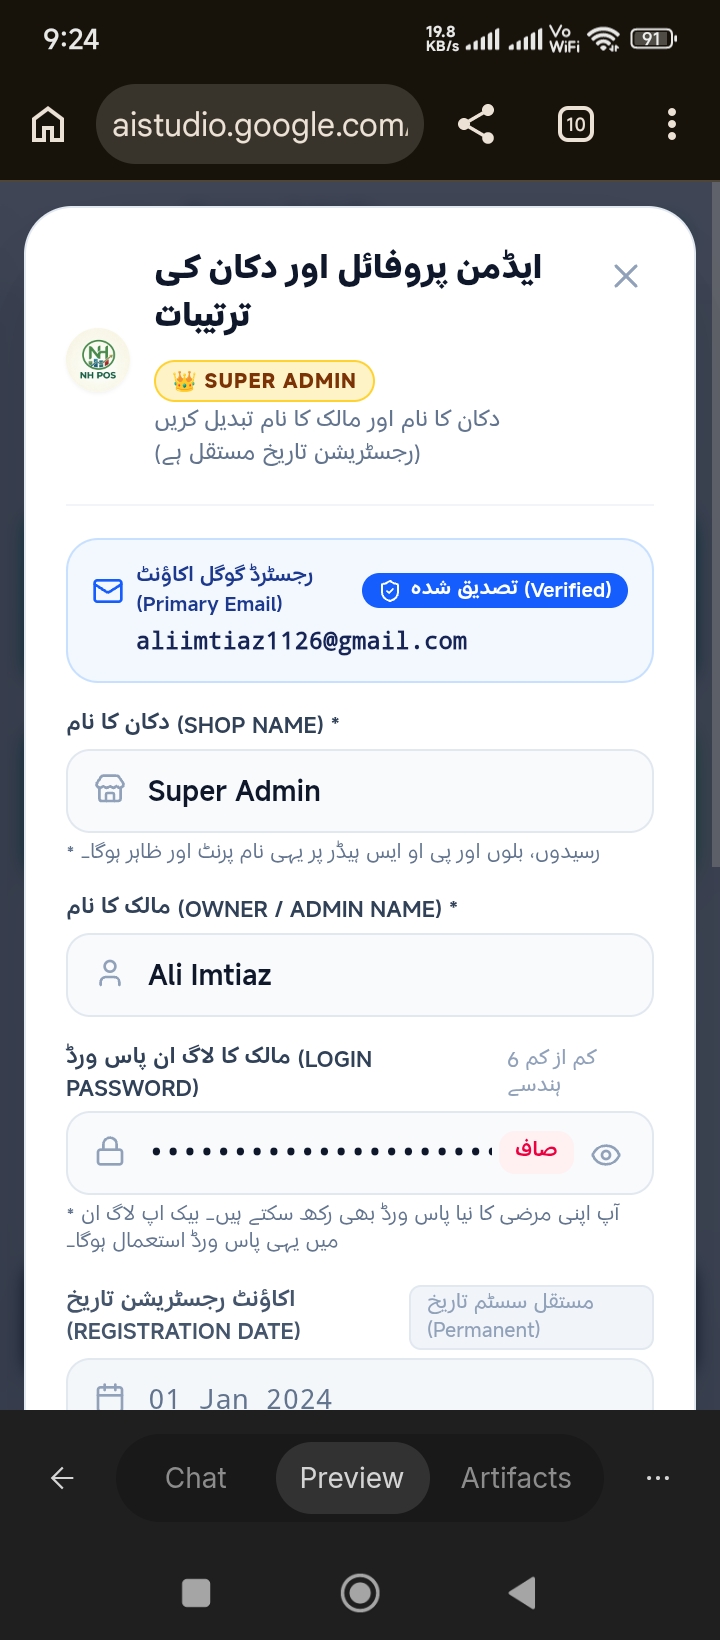 9:24
19.8 KB/s
Vo WiFi
91
aistudio.google.com/
10
ایڈمن پروفائل اور دکان کی
ترتیبات
NH
NH POS
👑 SUPER ADMIN
دکان کا نام اور مالک کا نام تبدیل کریں
(رجسٹریشن تاریخ مستقل ہے)
رجسٹرڈ گوگل اکاؤنٹ
(Primary Email)
تصدیق شدہ (Verified)
aliimtiaz1126@gmail.com
دکان کا نام (SHOP NAME) *
Super Admin
* رسیدوں، بلوں اور پی او ایس ہیڈر پر یہی نام پرنٹ اور ظاہر ہوگا۔
مالک کا نام (OWNER / ADMIN NAME) *
Ali Imtiaz
مالک کا لاگ ان پاس ورڈ (LOGIN
PASSWORD)
کم از کم 6
ہندسے
صاف
* آپ اپنی مرضی کا نیا پاس ورڈ بھی رکھ سکتے ہیں۔ بیک اپ لاگ ان
میں یہی پاس ورڈ استعمال ہوگا۔
اکاؤنٹ رجسٹریشن تاریخ
(REGISTRATION DATE)
مستقل سسٹم تاریخ
(Permanent)
01 Jan 2024
Chat
Preview
Artifacts